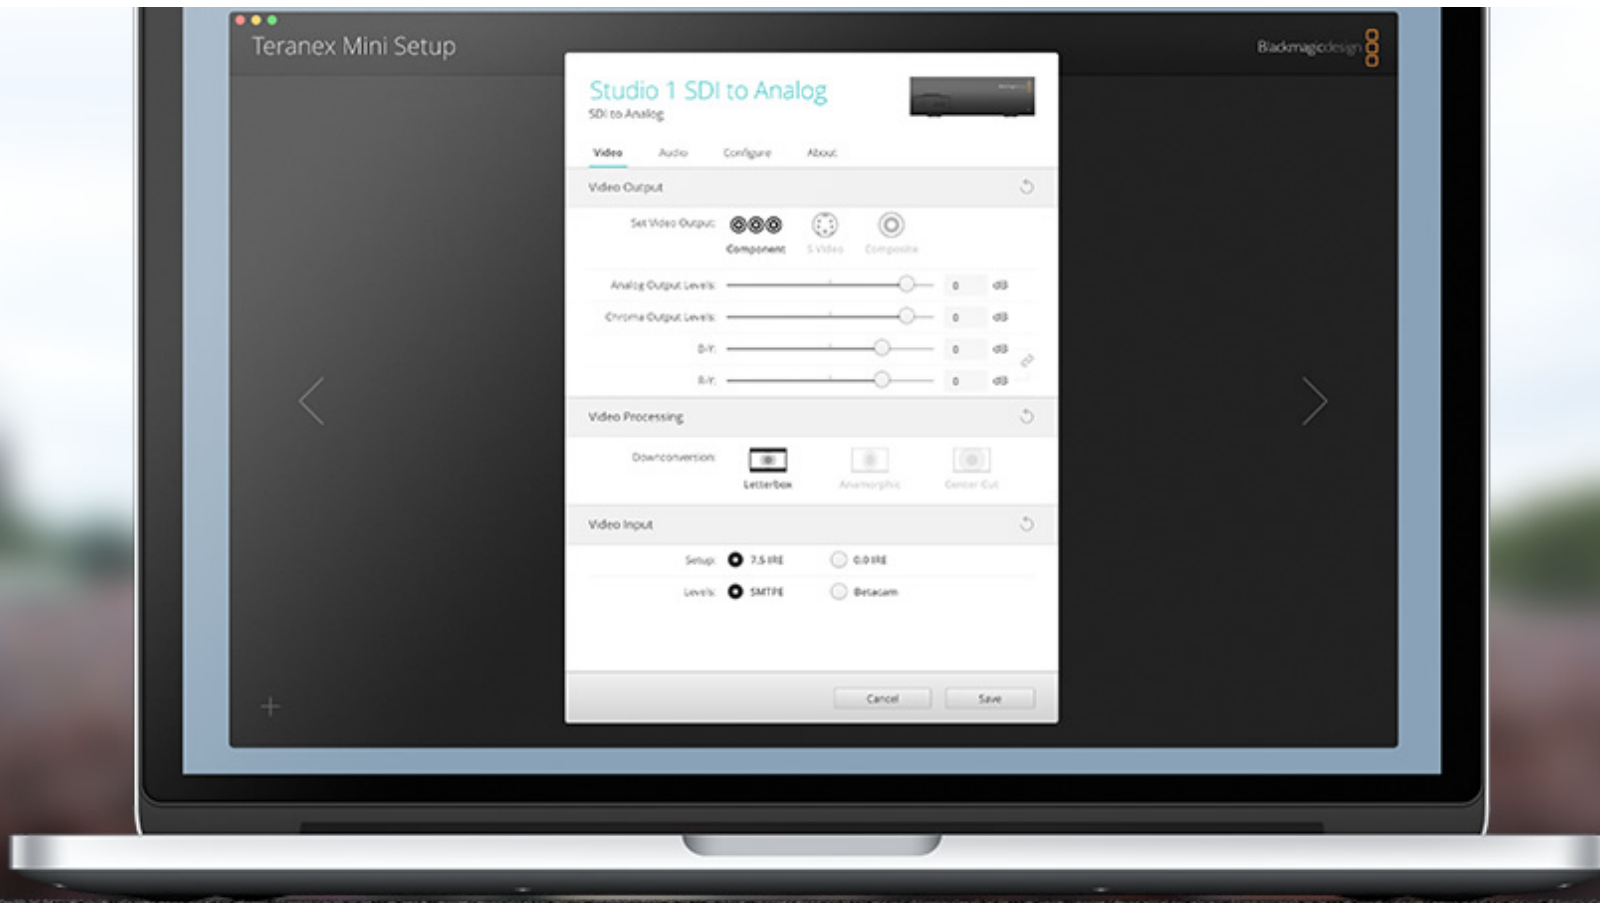 Teranex Mini Setup
Blackmagicdesign
Studio 1 SDI to Analog
SDI to Analog
Video Audio Configure About
Video Output
Set Video Output:
Component S-Video Composite
Analog Output Levels: 0 dB
Chroma Output Levels: 0 dB
B-Y: 0 dB
R-Y: 0 dB
Video Processing
Downconversion:
Letterbox Anamorphic Center Cut
Video Input
Setup: 7.5 IRE 0.0 IRE
Levels: SMTPE Betacam
Cancel Save